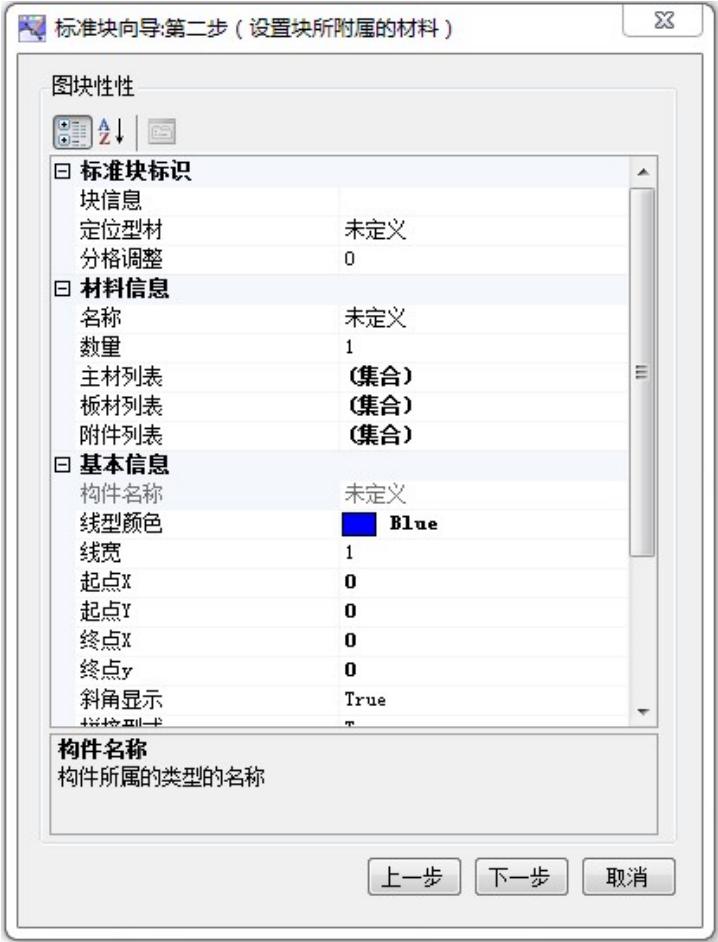 标准块向导:第二步（设置块所附属的材料）
图块性性
标准块标识
块信息
定位型材 未定义
分格调整 0
材料信息
名称 未定义
数量 1
主材列表 (集合)
板材列表 (集合)
附件列表 (集合)
基本信息
构件名称 未定义
线型颜色 Blue
线宽 1
起点X 0
起点Y 0
终点X 0
终点y 0
斜角显示 True
构件名称
构件所属的类型的名称
上一步 下一步 取消